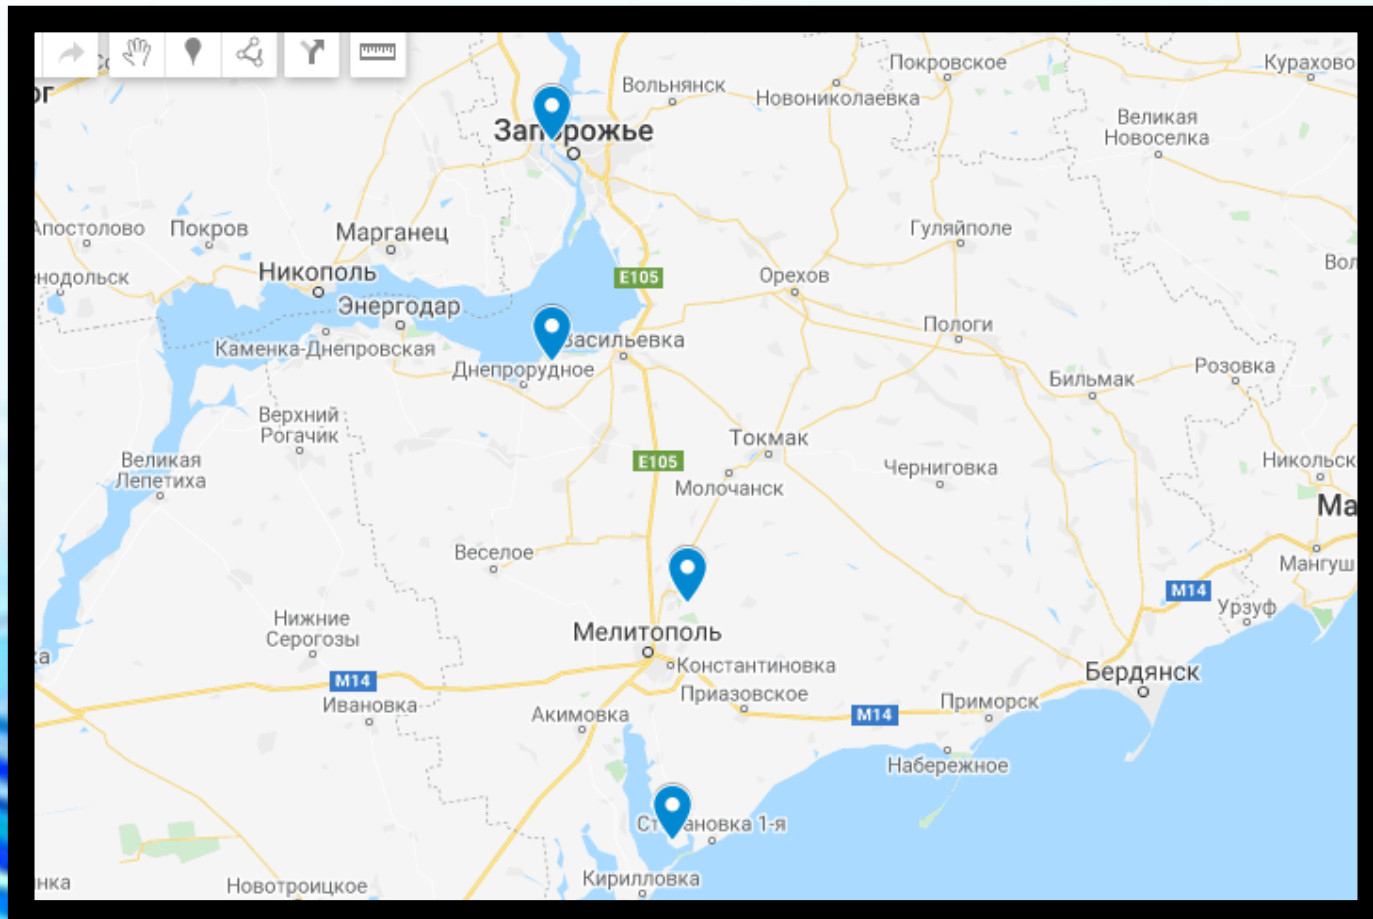 Покровское
Курахово
Вольнянск
Новониколаевка
Великая
Новоселка
Запорожье
Апостолово
Покров
Марганец
Гуляйполе
Никополь
E105
Орехов
Энергодар
Пологи
Васильевка
Каменка-Днепровская
Днепрорудное
Розовка
Бильмак
Верхний
Рогачик
Токмак
Великая
Лепетиха
E105
Черниговка
Молочанск
Веселое
Мангуш
M14
Урзуф
Нижние
Серогозы
Мелитополь
Константиновка
Бердянск
M14
Приазовское
Ивановка
Акимовка
M14
Приморск
Набережное
Степановка 1-я
Кирилловка
Новотроицкое